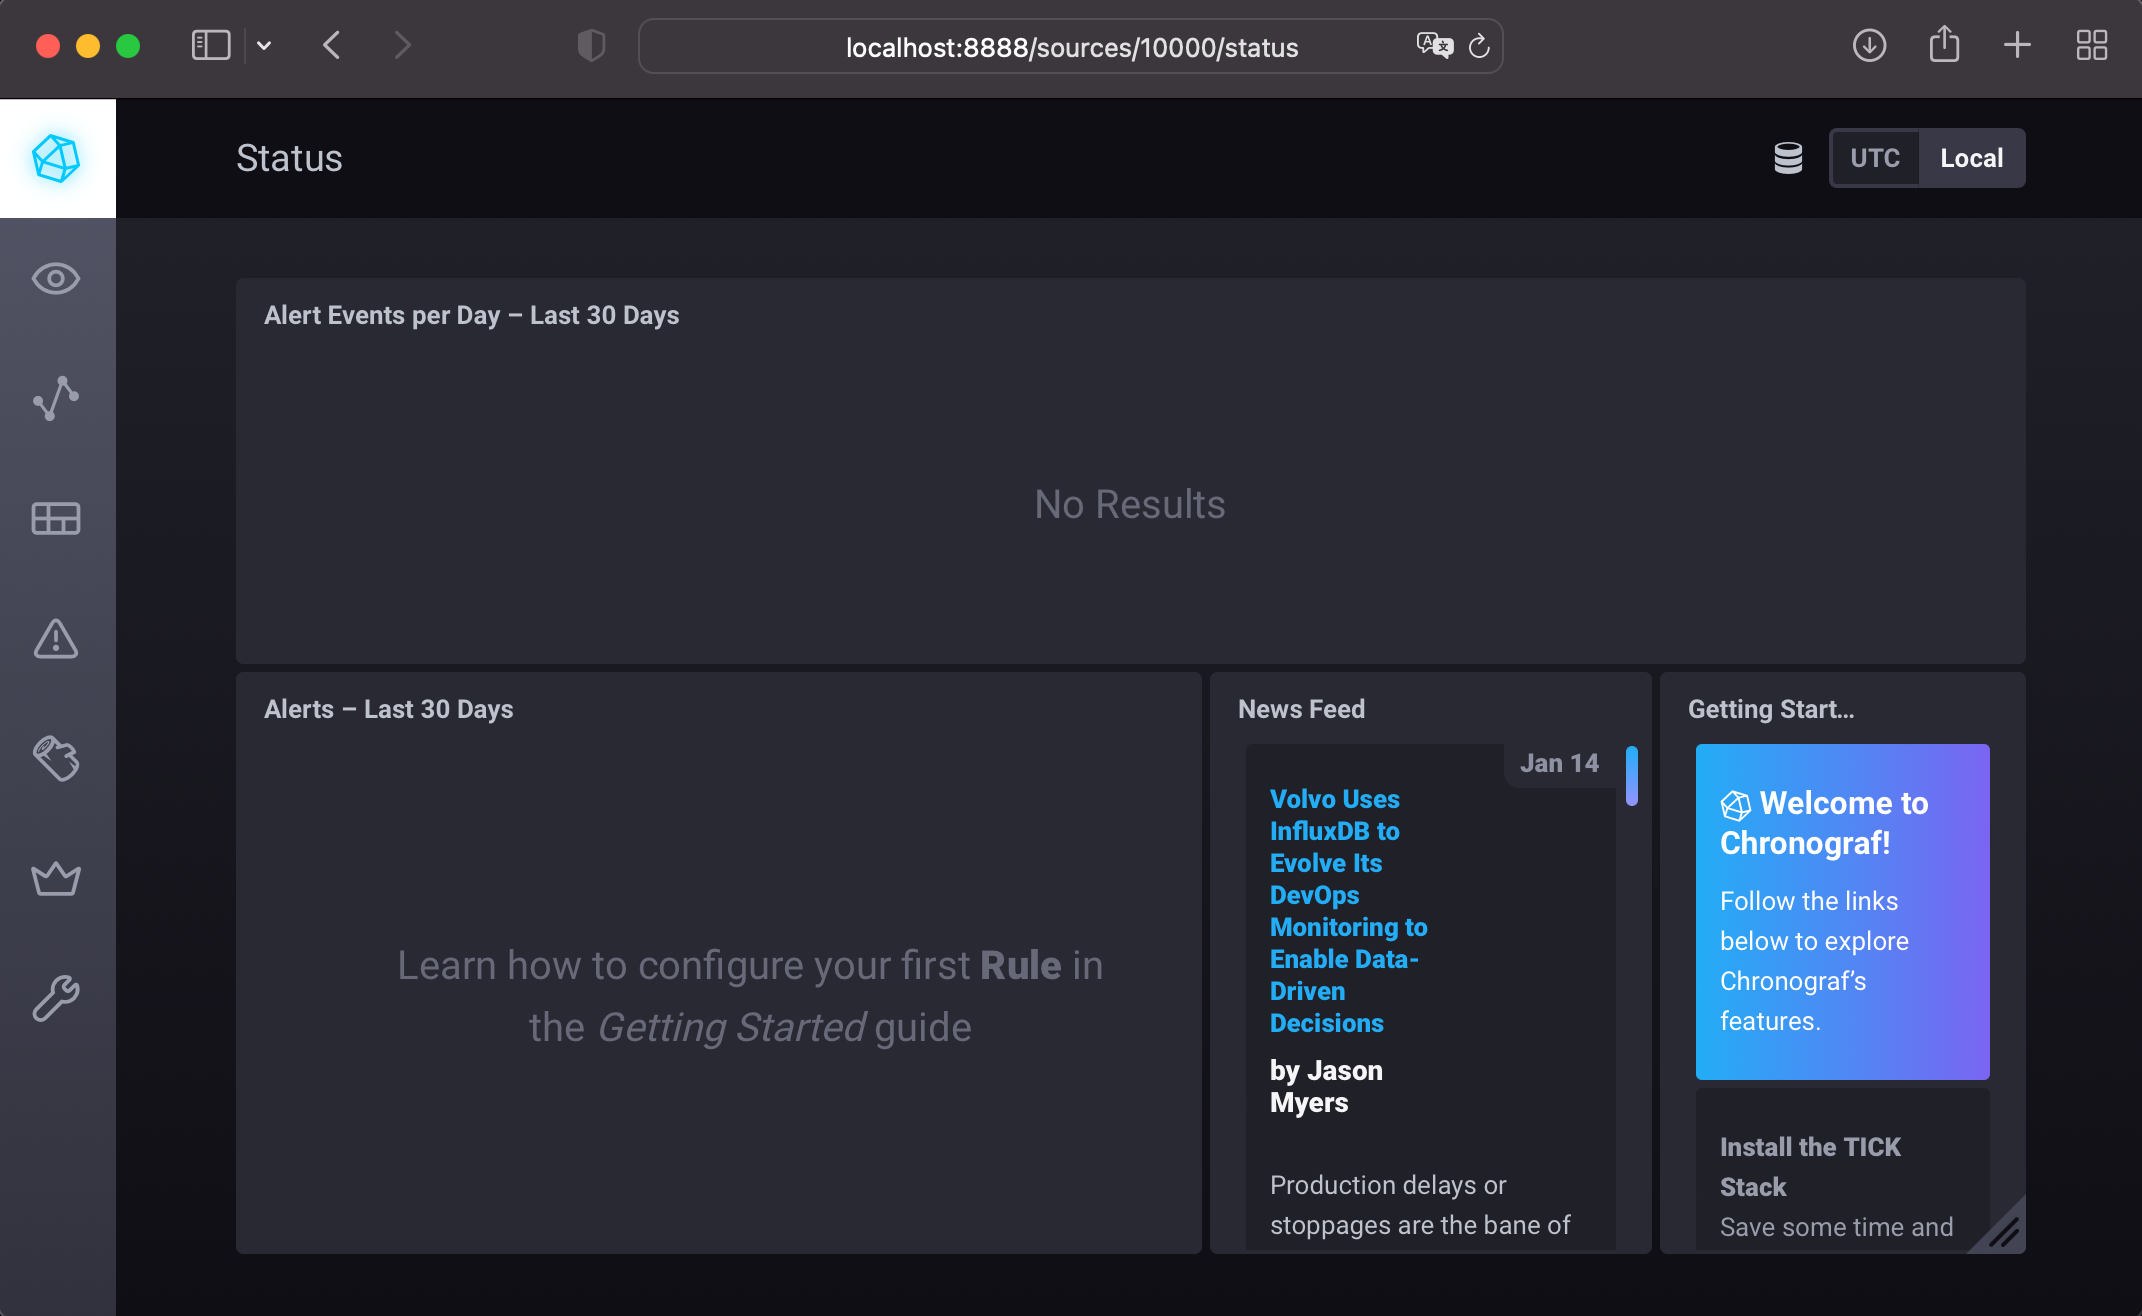 localhost:8888/sources/10000/status
Status
UTC
Local
Alert Events per Day – Last 30 Days
No Results
Alerts – Last 30 Days
Learn how to configure your first Rule in
the Getting Started guide
News Feed
Jan 14
Volvo Uses
InfluxDB to
Evolve Its
DevOps
Monitoring to
Enable Data-
Driven
Decisions
by Jason
Myers
Production delays or
stoppages are the bane of
Getting Start...
Welcome to
Chronograf!
Follow the links
below to explore
Chronograf’s
features.
Install the TICK
Stack
Save some time and